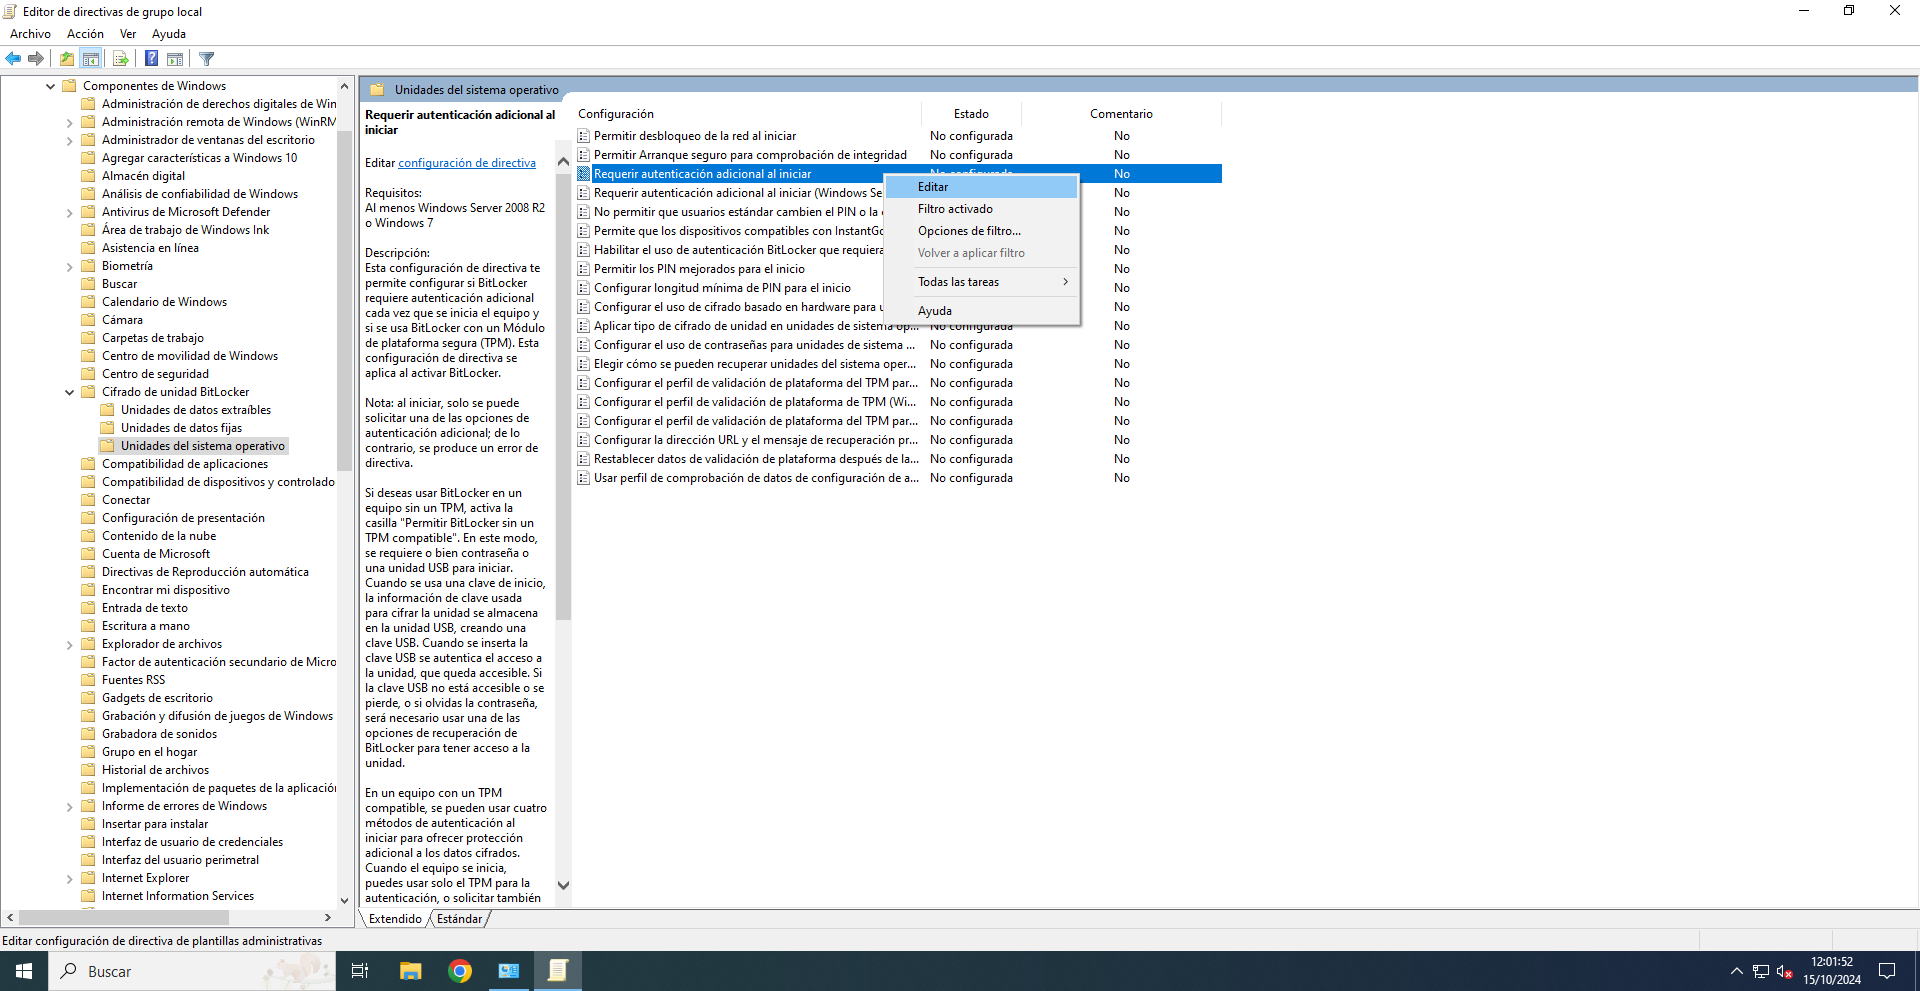 Editor de directivas de grupo local
Archivo Acción Ver Ayuda
Componentes de Windows
Administración de derechos digitales de Win
Administración remota de Windows (WinRM
Administrador de ventanas del escritorio
Agregar características a Windows 10
Almacén digital
Análisis de confiabilidad de Windows
Antivirus de Microsoft Defender
Área de trabajo de Windows Ink
Asistencia en línea
Biometría
Buscar
Calendario de Windows
Cámara
Carpetas de trabajo
Centro de movilidad de Windows
Centro de seguridad
Cifrado de unidad BitLocker
Unidades de datos extraíbles
Unidades de datos fijas
Unidades del sistema operativo
Compatibilidad de aplicaciones
Compatibilidad de dispositivos y controlado
Conectar
Configuración de presentación
Contenido de la nube
Cuenta de Microsoft
Directivas de Reproducción automática
Encontrar mi dispositivo
Entrada de texto
Escritura a mano
Explorador de archivos
Factor de autenticación secundario de Micro
Fuentes RSS
Gadgets de escritorio
Grabación y difusión de juegos de Windows
Grabadora de sonidos
Grupo en el hogar
Historial de archivos
Implementación de paquetes de la aplicación
Informe de errores de Windows
Insertar para instalar
Interfaz de usuario de credenciales
Interfaz del usuario perimetral
Internet Explorer
Internet Information Services
Unidades del sistema operativo
Requerir autenticación adicional al
iniciar
Editar configuración de directiva
Requisitos:
Al menos Windows Server 2008 R2
o Windows 7
Descripción:
Esta configuración de directiva te
permite configurar si BitLocker
requiere autenticación adicional
cada vez que se inicia el equipo y
si se usa BitLocker con un Módulo
de plataforma segura (TPM). Esta
configuración de directiva se
aplica al activar BitLocker.
Nota: al iniciar, solo se puede
solicitar una de las opciones de
autenticación adicional; de lo
contrario, se produce un error de
directiva.
Si deseas usar BitLocker en un
equipo sin un TPM, activa la
casilla "Permitir BitLocker sin un
TPM compatible". En este modo,
se requiere o bien contraseña o
una unidad USB para iniciar.
Cuando se usa una clave de inicio,
la información de clave usada
para cifrar la unidad se almacena
en la unidad USB, creando una
clave USB. Cuando se inserta la
clave USB se autentica el acceso a
la unidad, que queda accesible. Si
la clave USB no está accesible o se
pierde, o si olvidas la contraseña,
será necesario usar una de las
opciones de recuperación de
BitLocker para tener acceso a la
unidad.
En un equipo con un TPM
compatible, se pueden usar cuatro
métodos de autenticación al
iniciar para ofrecer protección
adicional a los datos cifrados.
Cuando el equipo se inicia,
puedes usar solo el TPM para la
autenticación, o solicitar también
Configuración Estado Comentario
Permitir desbloqueo de la red al iniciar No configurada No
Permitir Arranque seguro para comprobación de integridad No configurada No
Requerir autenticación adicional al iniciar No configurada No
Requerir autenticación adicional al iniciar (Windows Se No
No permitir que usuarios estándar cambien el PIN o la No
Permite que los dispositivos compatibles con InstantGo No
Habilitar el uso de autenticación BitLocker que requiera No
Permitir los PIN mejorados para el inicio No
Configurar longitud mínima de PIN para el inicio No
Configurar el uso de cifrado basado en hardware para u No
Aplicar tipo de cifrado de unidad en unidades de sistema op... No configurada No
Configurar el uso de contraseñas para unidades de sistema ... No configurada No
Elegir cómo se pueden recuperar unidades del sistema oper... No configurada No
Configurar el perfil de validación de plataforma del TPM par... No configurada No
Configurar el perfil de validación de plataforma de TPM (Wi... No configurada No
Configurar el perfil de validación de plataforma del TPM par... No configurada No
Configurar la dirección URL y el mensaje de recuperación pr... No configurada No
Restablecer datos de validación de plataforma después de la... No configurada No
Usar perfil de comprobación de datos de configuración de a... No configurada No
Editar
Filtro activado
Opciones de filtro...
Volver a aplicar filtro
Todas las tareas
Ayuda
Extendido Estándar
Editar configuración de directiva de plantillas administrativas
Buscar
12:01:52
15/10/2024